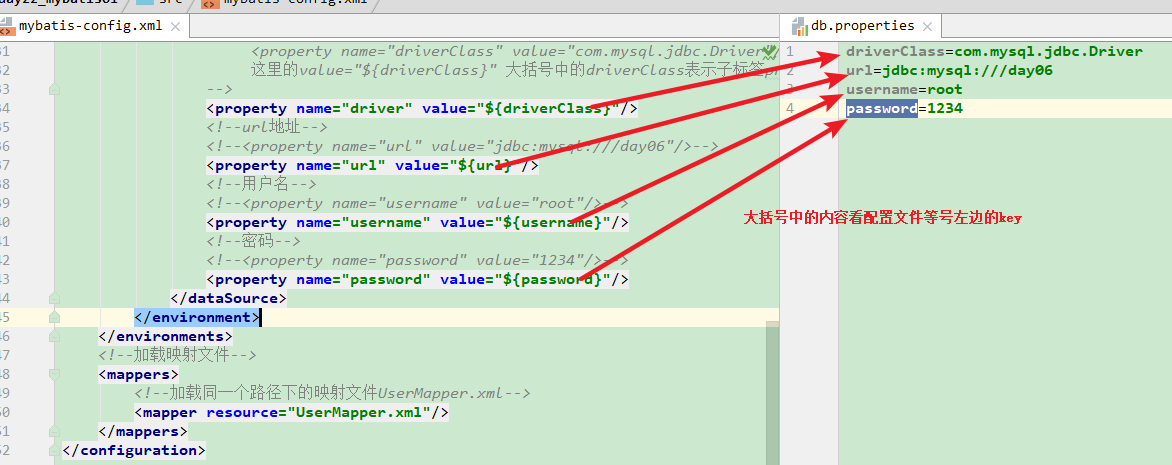 mybatis-config.xml
mybatis-config.xml
db.properties
31 <property name="driverClass" value="com.mysql.jdbc.Driver"/
32 这里的value="${driverClass}" 大括号中的driverClass表示子标签
33 -->
34 <property name="driver" value="${driverClass}"/>
35 <!--url地址-->
36 <!--<property name="url" value="jdbc:mysql:///day06"/>-->
37 <property name="url" value="${url}"/>
38 <!--用户名-->
39 <!--<property name="username" value="root"/>-->
40 <property name="username" value="${username}"/>
41 <!--密码-->
42 <!--<property name="password" value="1234"/>-->
43 <property name="password" value="${password}"/>
44 </dataSource>
45 </environment>
46 </environments>
47 <!--加载映射文件-->
48 <mappers>
49 <!--加载同一个路径下的映射文件UserMapper.xml-->
50 <mapper resource="UserMapper.xml"/>
51 </mappers>
52 </configuration>
1 driverClass=com.mysql.jdbc.Driver
2 url=jdbc:mysql:///day06
3 username=root
4 password=1234
大括号中的内容看配置文件等号左边的key